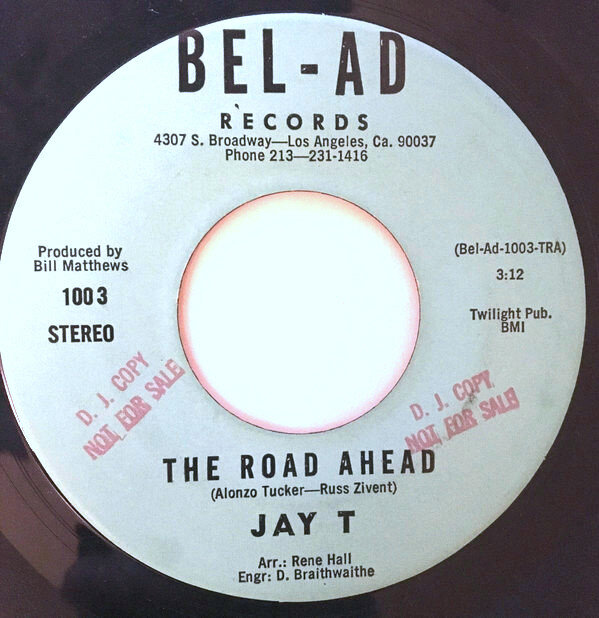 BEL-AD
RECORDS
4307 S. Broadway—Los Angeles, Ca. 90037
Phone 213—231-1416
Produced by
Bill Matthews
1003
STEREO
(Bel-Ad-1003-TRA)
3:12
Twilight Pub.
BMI
D. J. COPY
NOT FOR SALE
D. J. COPY
NOT FOR SALE
THE ROAD AHEAD
(Alonzo Tucker—Russ Zivent)
JAY T
Arr.: Rene Hall
Engr: D. Braithwaithe